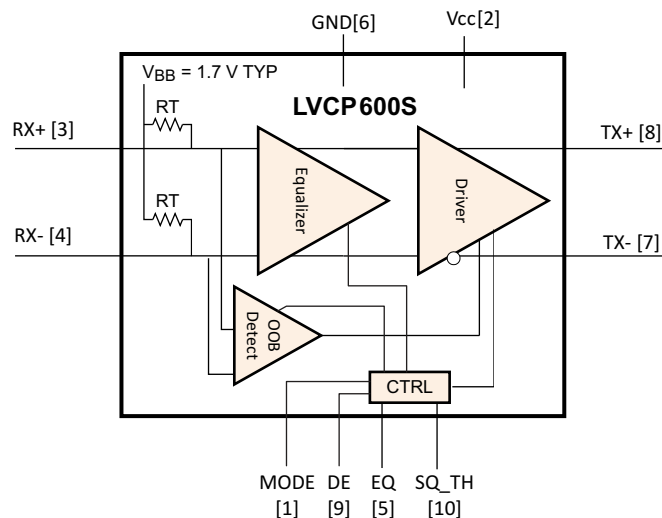 GND[6]
Vcc[2]
VBB = 1.7 V TYP
LVCP600S
RT
RX+ [3]
TX+ [8]
Equalizer
Driver
RT
RX- [4]
TX- [7]
OOB
Detect
CTRL
MODE
[1]
DE
[9]
EQ
[5]
SQ_TH
[10]